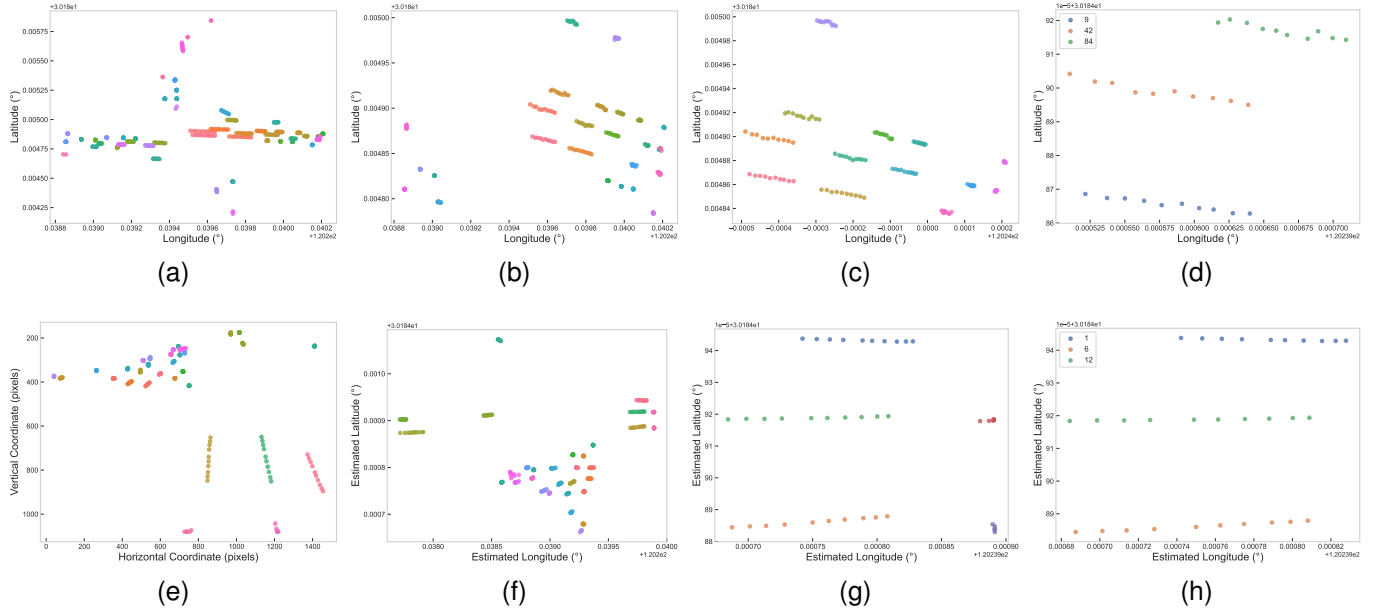 +3.018e1
0.00575
0.00550
0.00525
0.00500
0.00475
0.00450
0.00425
Latitude (°)
0.0388 0.0390 0.0392 0.0394 0.0396 0.0398 0.0400 0.0402
Longitude (°)
+1.202e2
(a)
+3.018e1
0.00500
0.00495
0.00490
0.00485
0.00480
Latitude (°)
0.0388 0.0390 0.0392 0.0394 0.0396 0.0398 0.0400 0.0402
Longitude (°)
+1.202e2
(b)
+3.018e1
0.00500
0.00498
0.00496
0.00494
0.00492
0.00490
0.00488
0.00486
0.00484
Latitude (°)
−0.0005 −0.0004 −0.0003 −0.0002 −0.0001 0.0000 0.0001 0.0002
Longitude (°)
+1.2024e2
(c)
1e−5+3.0184e1
92
91
90
89
88
87
86
Latitude (°)
9
42
84
0.000525 0.000550 0.000575 0.000600 0.000625 0.000650 0.000675 0.000700
Longitude (°)
+1.20239e2
(d)
200
400
600
800
1000
Vertical Coordinate (pixels)
0 200 400 600 800 1000 1200 1400
Horizontal Coordinate (pixels)
(e)
+3.0184e1
0.0010
0.0009
0.0008
0.0007
Estimated Latitude (°)
0.0380 0.0385 0.0390 0.0395 0.0400
Estimated Longitude (°)
+1.202e2
(f)
1e−5+3.0184e1
94
93
92
91
90
89
88
Estimated Latitude (°)
0.00070 0.00075 0.00080 0.00085 0.00090
Estimated Longitude (°)
+1.20239e2
(g)
1e−5+3.0184e1
94
93
92
91
90
89
Estimated Latitude (°)
1
6
12
0.00068 0.00070 0.00072 0.00074 0.00076 0.00078 0.00080 0.00082
Estimated Longitude (°)
+1.20239e2
(h)